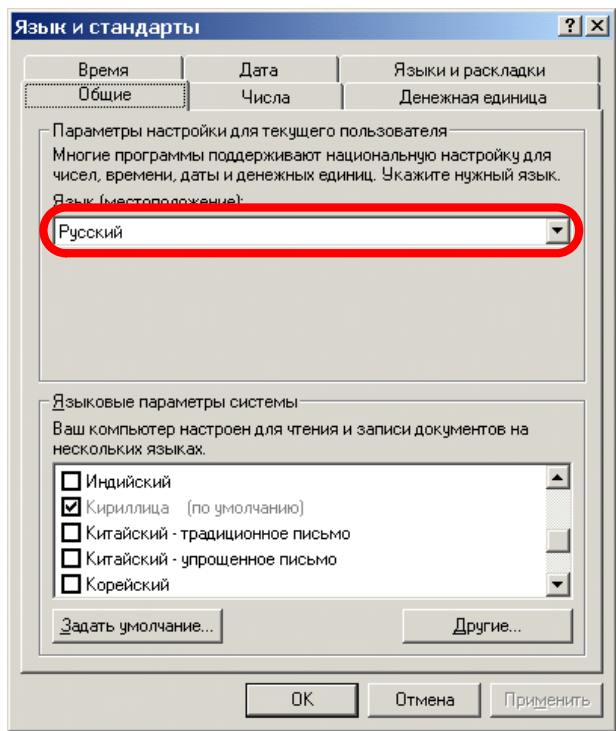 Язык и стандарты
Время Дата Языки и раскладки
Общие Числа Денежная единица
Параметры настройки для текущего пользователя
Многие программы поддерживают национальную настройку для
чисел, времени, даты и денежных единиц. Укажите нужный язык.
Язык (местоположение):
Русский
Языковые параметры системы
Ваш компьютер настроен для чтения и записи документов на
нескольких языках.
Индийский
Кириллица (по умолчанию)
Китайский - традиционное письмо
Китайский - упрощенное письмо
Корейский
Задать умолчание... Другие...
OK Отмена Применить